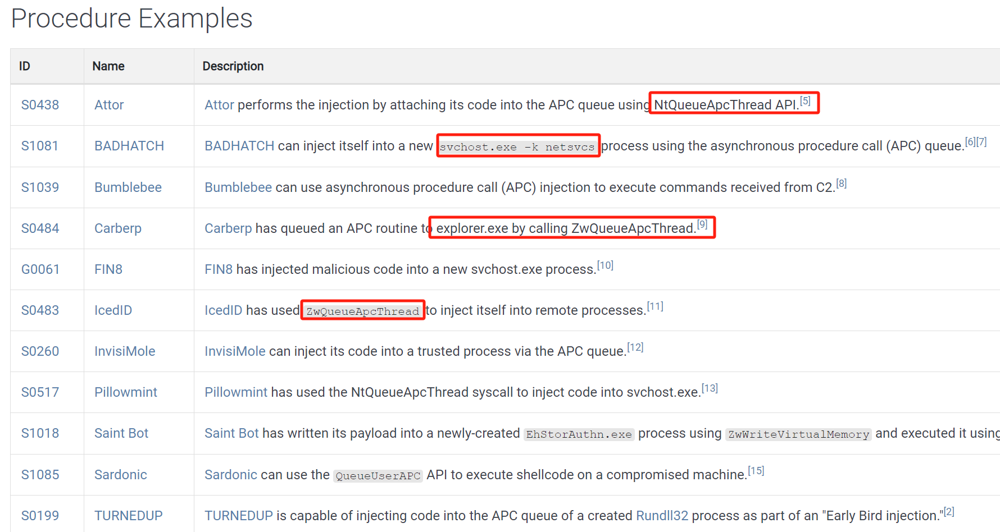 Procedure Examples
ID Name Description
S0438 Attor Attor performs the injection by attaching its code into the APC queue using NtQueueApcThread API.[5]
S1081 BADHATCH BADHATCH can inject itself into a new svchost.exe -k netsvcs process using the asynchronous procedure call (APC) queue.[6][7]
S1039 Bumblebee Bumblebee can use asynchronous procedure call (APC) injection to execute commands received from C2.[8]
S0484 Carberp Carberp has queued an APC routine to explorer.exe by calling ZwQueueApcThread.[9]
G0061 FIN8 FIN8 has injected malicious code into a new svchost.exe process.[10]
S0483 IcedID IcedID has used ZwQueueApcThread to inject itself into remote processes.[11]
S0260 InvisiMole InvisiMole can inject its code into a trusted process via the APC queue.[12]
S0517 Pillowmint Pillowmint has used the NtQueueApcThread syscall to inject code into svchost.exe.[13]
S1018 Saint Bot Saint Bot has written its payload into a newly-created EhStorAuthn.exe process using ZwWriteVirtualMemory and executed it using
S1085 Sardonic Sardonic can use the QueueUserAPC API to execute shellcode on a compromised machine.[15]
S0199 TURNEDUP TURNEDUP is capable of injecting code into the APC queue of a created Rundll32 process as part of an "Early Bird injection."[2]